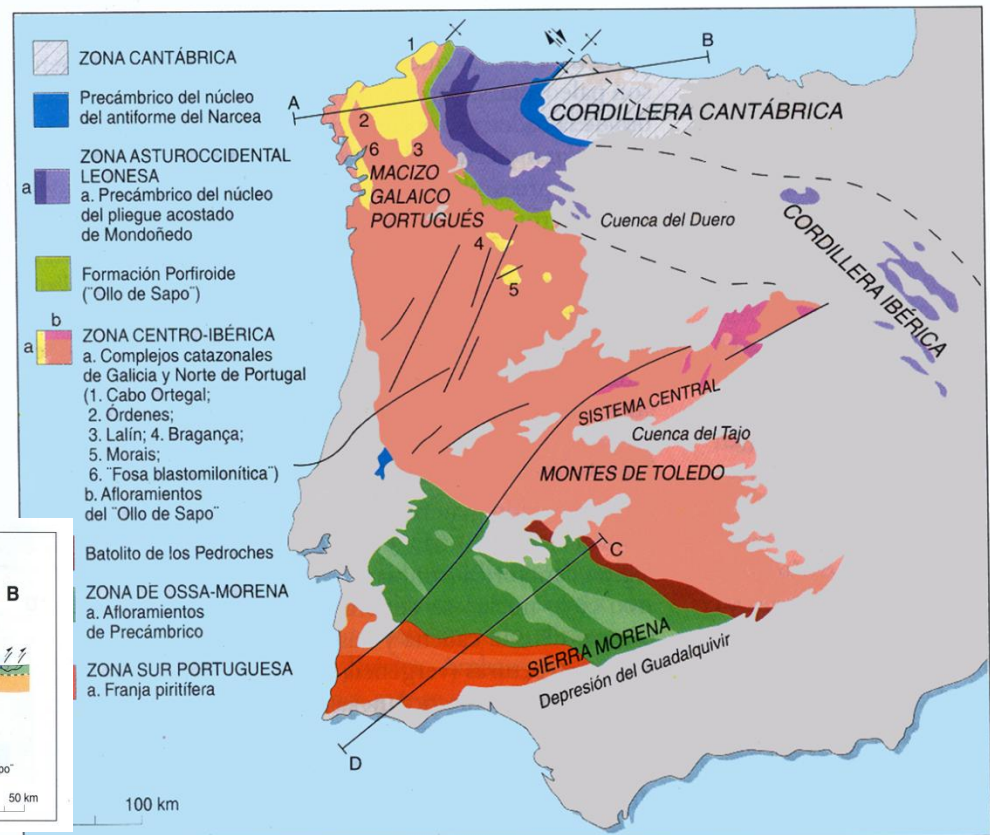 ZONA CANTÁBRICA
Precámbrico del núcleo
del antiforme del Narcea
ZONA ASTUROCCIDENTAL
LEONESA
a
a. Precámbrico del núcleo
del pliegue acostado
de Mondoñedo
Formación Porfiroide
(¨Ollo de Sapo¨)
b
a
ZONA CENTRO-IBÉRICA
a. Complejos catazonales
de Galicia y Norte de Portugal
(1. Cabo Ortegal;
2. Órdenes;
3. Lalín; 4. Bragança;
5. Morais;
6. ¨Fosa blastomilonítica¨)
b. Afloramientos
del ¨Ollo de Sapo¨
Batolito de los Pedroches
ZONA DE OSSA-MORENA
a. Afloramientos
de Precámbrico
ZONA SUR PORTUGUESA
a. Franja piritífera
100 km
B
50 km
1
B
A
2
6
3
CORDILLERA CANTÁBRICA
MACIZO
GALAICO
PORTUGUÉS
Cuenca del Duero
CORDILLERA IBÉRICA
4
5
SISTEMA CENTRAL
Cuenca del Tajo
MONTES DE TOLEDO
C
SIERRA MORENA
Depresión del Guadalquivir
D